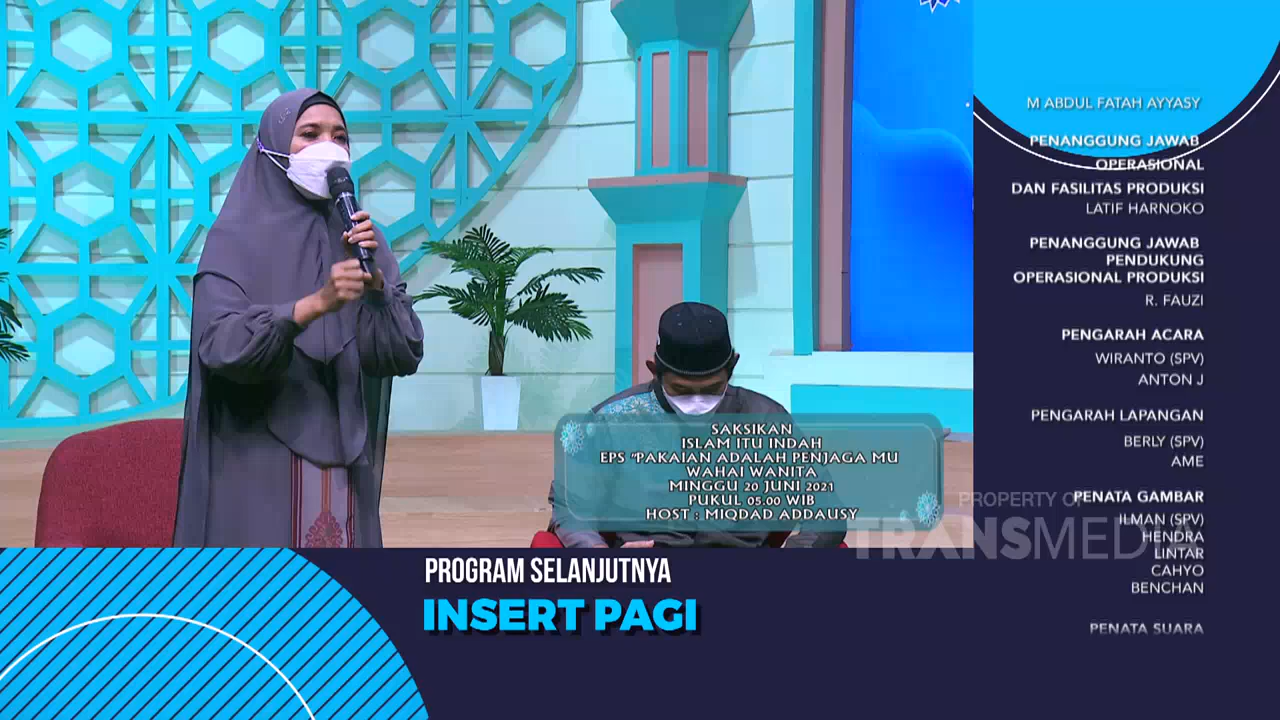 M ABDUL FATAH AYYASY
PENANGGUNG JAWAB
OPERASIONAL
DAN FASILITAS PRODUKSI
LATIF HARNOKO
PENANGGUNG JAWAB
PENDUKUNG
OPERASIONAL PRODUKSI
R. FAUZI
PENGARAH ACARA
WIRANTO (SPV)
ANTON J
PENGARAH LAPANGAN
BERLY (SPV)
AME
PENATA GAMBAR
ILMAN (SPV)
HENDRA
LINTAR
CAHYO
BENCHAN
PENATA SUARA
SAKSIKAN
ISLAM ITU INDAH
EPS "PAKAIAN ADALAH PENJAGA MU
WAHAI WANITA
MINGGU 20 JUNI 2021
PUKUL 05.00 WIB
HOST : MIQDAD ADDAUSY
PROPERTY OF
TRANSMEDIA
PROGRAM SELANJUTNYA
INSERT PAGI